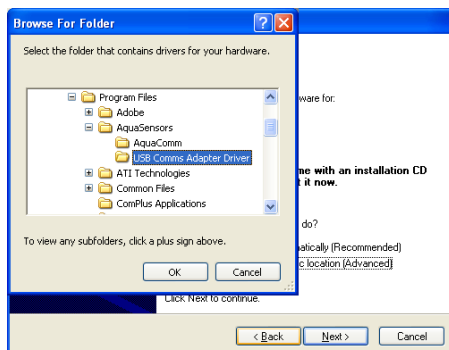 Browse For Folder
Select the folder that contains drivers for your hardware.
Program Files
Adobe
AquaSensors
AquaComm
USB Comms Adapter Driver
ATI Technologies
Common Files
ComPlus Applications
To view any subfolders, click a plus sign above.
OK Cancel
ware for:
me with an installation CD
it now.
do?
matically (Recommended)
c location (Advanced)
Click Next to continue.
< Back Next > Cancel